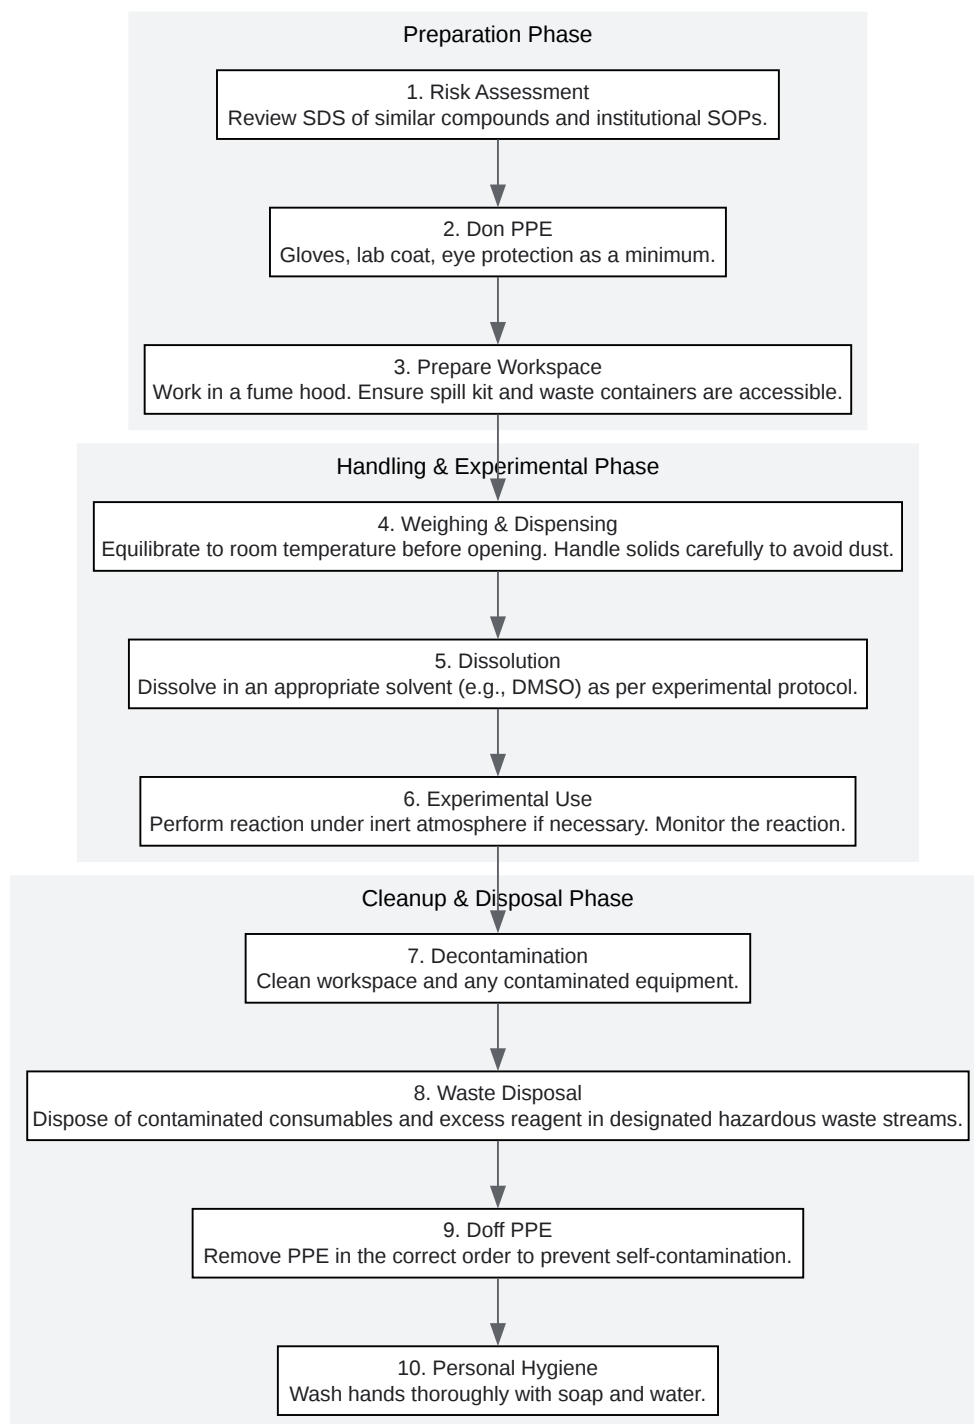 Preparation Phase
1. Risk Assessment
Review SDS of similar compounds and institutional SOPs.
2. Don PPE
Gloves, lab coat, eye protection as a minimum.
3. Prepare Workspace
Work in a fume hood. Ensure spill kit and waste containers are accessible.
Handling & Experimental Phase
4. Weighing & Dispensing
Equilibrate to room temperature before opening. Handle solids carefully to avoid dust.
5. Dissolution
Dissolve in an appropriate solvent (e.g., DMSO) as per experimental protocol.
6. Experimental Use
Perform reaction under inert atmosphere if necessary. Monitor the reaction.
Cleanup & Disposal Phase
7. Decontamination
Clean workspace and any contaminated equipment.
8. Waste Disposal
Dispose of contaminated consumables and excess reagent in designated hazardous waste streams.
9. Doff PPE
Remove PPE in the correct order to prevent self-contamination.
10. Personal Hygiene
Wash hands thoroughly with soap and water.